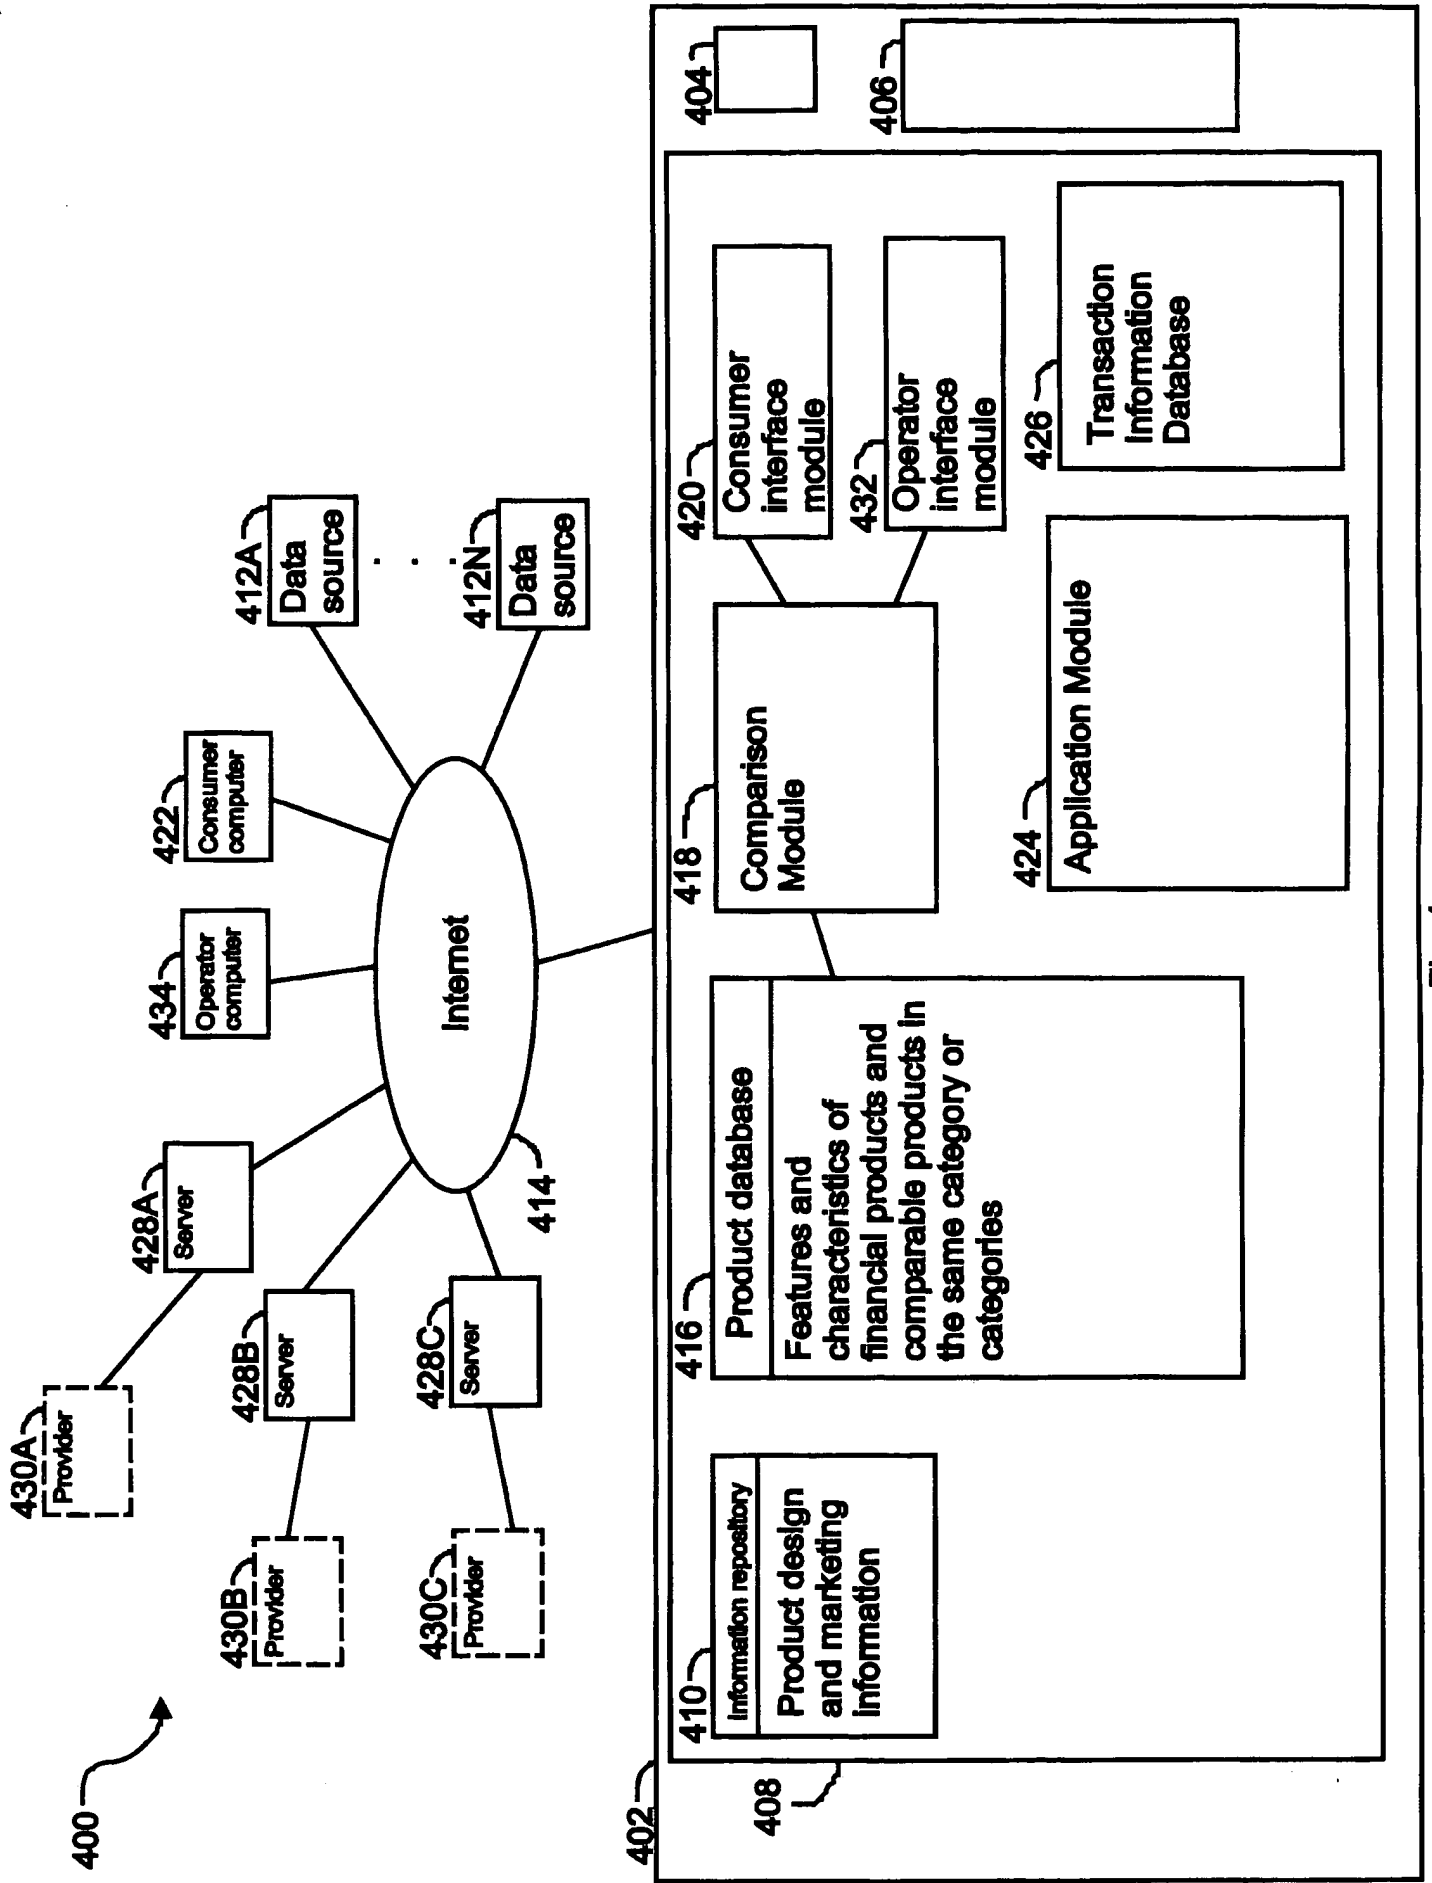 400
430A
Provider
430B
Provider
430C
Provider
428A
Server
428B
Server
428C
Server
434
Operator
computer
422
Consumer
computer
412A
Data
source
. . .
412N
Data
source
Internet
414
402
408
410
Information repository
Product design
and marketing
information
416
Product database
Features and
characteristics of
financial products and
comparable products in
the same category or
categories
418
Comparison
Module
420
Consumer
interface
module
432
Operator
interface
module
424
Application Module
426
Transaction
Information
Database
404
406